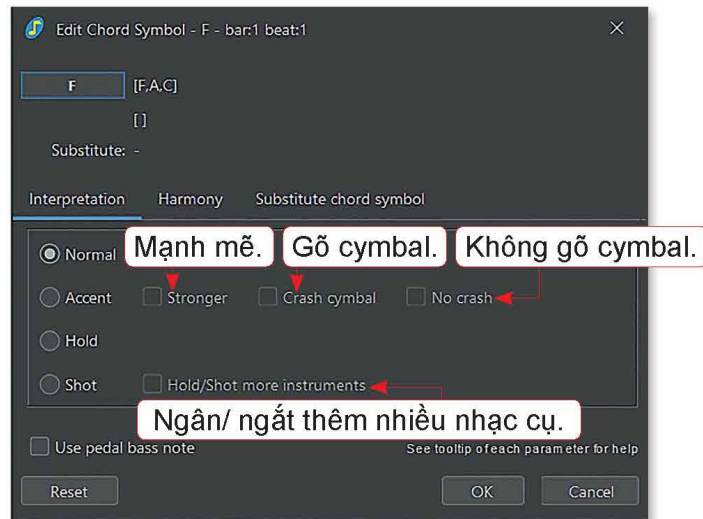 Edit Chord Symbol - F - bar:1 beat:1
F [F,A,C]
[ ]
Substitute: -
Interpretation Harmony Substitute chord symbol
Mạnh mẽ. Gõ cymbal. Không gõ cymbal.
Normal
Accent Stronger Crash cymbal No crash
Hold
Shot Hold/Shot more instruments
Ngân/ ngắt thêm nhiều nhạc cụ.
Use pedal bass note See tooltip of each parameter for help
Reset OK Cancel